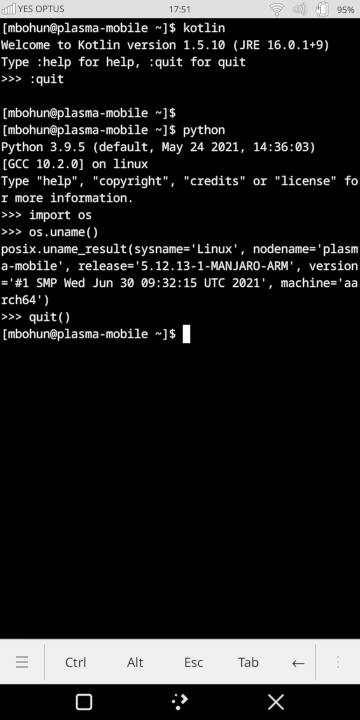 YES OPTUS 17:51 95%
[mbohun@plasma-mobile ~]$ kotlin
Welcome to Kotlin version 1.5.10 (JRE 16.0.1+9)
Type :help for help, :quit for quit
>>> :quit
[mbohun@plasma-mobile ~]$
[mbohun@plasma-mobile ~]$ python
Python 3.9.5 (default, May 24 2021, 14:36:03)
[GCC 10.2.0] on linux
Type "help", "copyright", "credits" or "license" fo
r more information.
>>> import os
>>> os.uname()
posix.uname_result(sysname='Linux', nodename='plasm
a-mobile', release='5.12.13-1-MANJARO-ARM', version
='#1 SMP Wed Jun 30 09:32:15 UTC 2021', machine='aa
rch64')
>>> quit()
[mbohun@plasma-mobile ~]$
Ctrl Alt Esc Tab ←